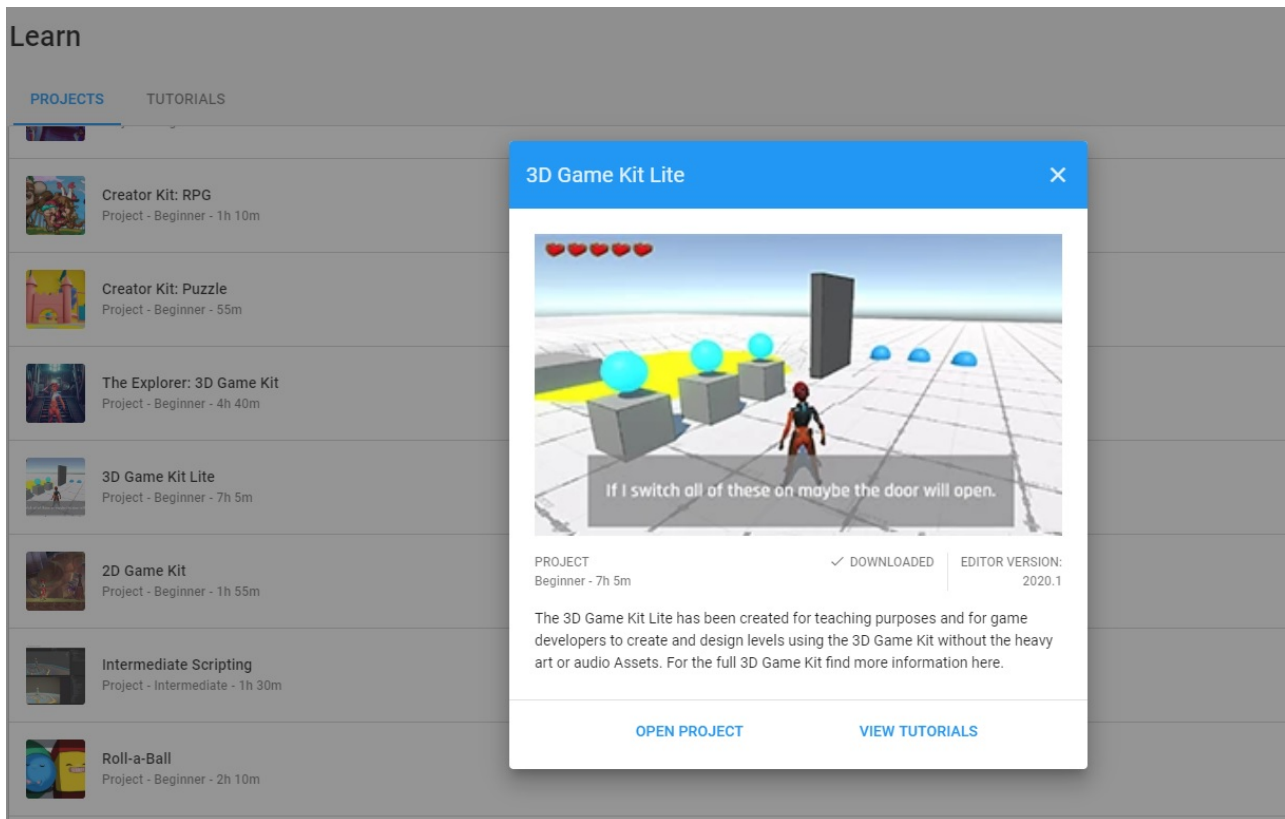 Learn
PROJECTS
TUTORIALS
Creator Kit: RPG
Project - Beginner - 1h 10m
Creator Kit: Puzzle
Project - Beginner - 55m
The Explorer: 3D Game Kit
Project - Beginner - 4h 40m
3D Game Kit Lite
Project - Beginner - 7h 5m
2D Game Kit
Project - Beginner - 1h 55m
Intermediate Scripting
Project - Intermediate - 1h 30m
Roll-a-Ball
Project - Beginner - 2h 10m
3D Game Kit Lite
If I switch all of these on maybe the door will open.
PROJECT
Beginner - 7h 5m
DOWNLOADED
EDITOR VERSION:
2020.1
The 3D Game Kit Lite has been created for teaching purposes and for game
developers to create and design levels using the 3D Game Kit without the heavy
art or audio Assets. For the full 3D Game Kit find more information here.
OPEN PROJECT
VIEW TUTORIALS